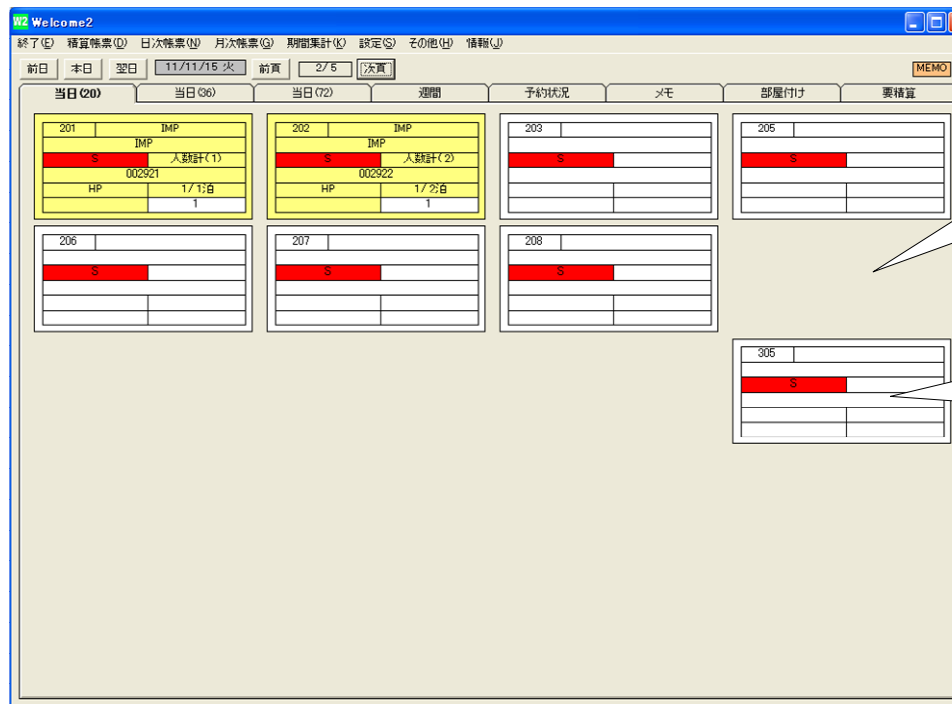 W2 Welcome2
終了(E) 積算帳票(D) 日次帳票(N) 月次帳票(G) 期間集計(K) 設定(S) その他(H) 情報(J)
前日 本日 翌日 11/11/15 火 前頁 2/5 次頁 MEMO
当日(20) 当日(36) 当日(72) 週間 予約状況 メモ 部屋付け 要精算
201 IMP
IMP
S 人数計(1)
002921
HP 1/1泊
1
202 IMP
IMP
S 人数計(2)
002922
HP 1/2泊
1
203
S
205
S
206
S
207
S
208
S
305
S